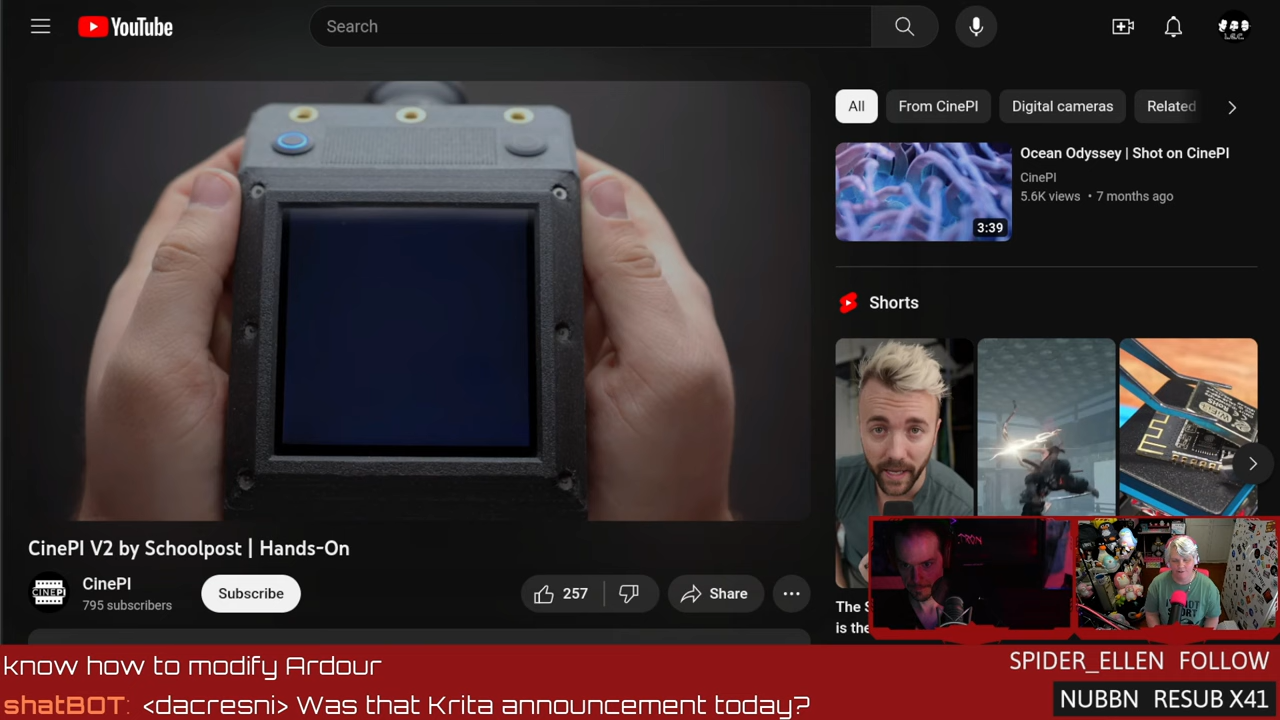 YouTube
Search
L.S.C.
All
From CinePI
Digital cameras
Related
Ocean Odyssey | Shot on CinePI
CinePI
5.6K views • 7 months ago
3:39
Shorts
CinePI V2 by Schoolpost | Hands-On
CINEPI
CinePI
795 subscribers
Subscribe
257
Share
The S
is the
know how to modify Ardour
shatBOT: <dacresni> Was that Krita announcement today?
SPIDER_ELLEN FOLLOW
NUBBN RESUB X41